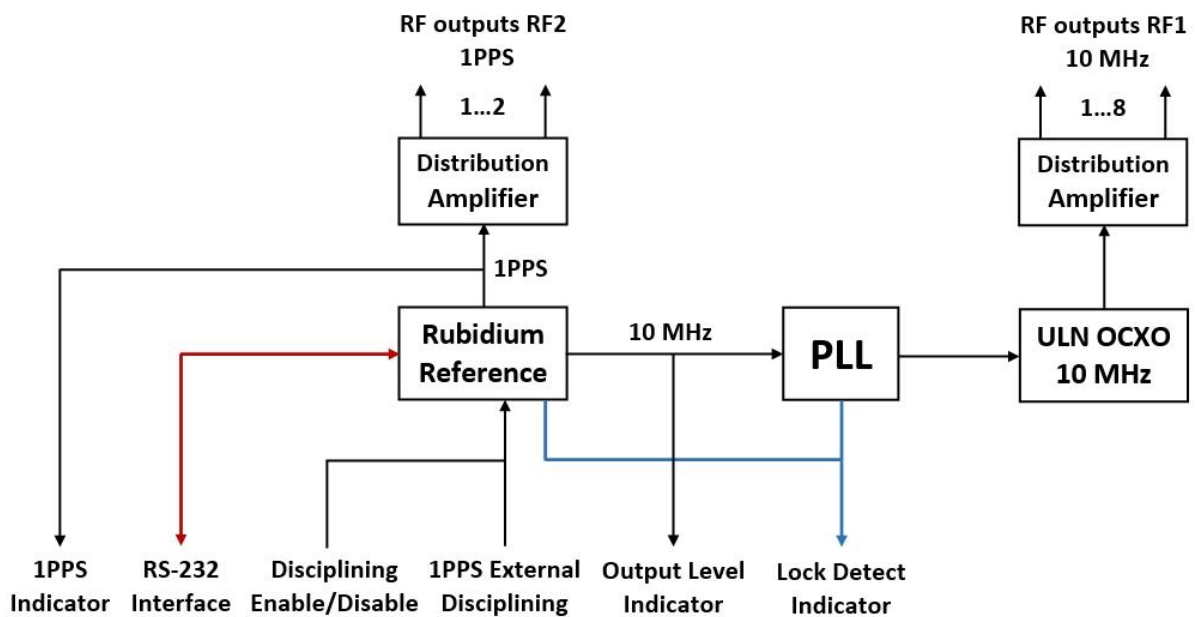 RF outputs RF2
1PPS
1...2
Distribution
Amplifier
RF outputs RF1
10 MHz
1...8
Distribution
Amplifier
1PPS
Rubidium
Reference
10 MHz
PLL
ULN OCXO
10 MHz
1PPS
Indicator
RS-232
Interface
Disciplining
Enable/Disable
1PPS External
Disciplining
Output Level
Indicator
Lock Detect
Indicator